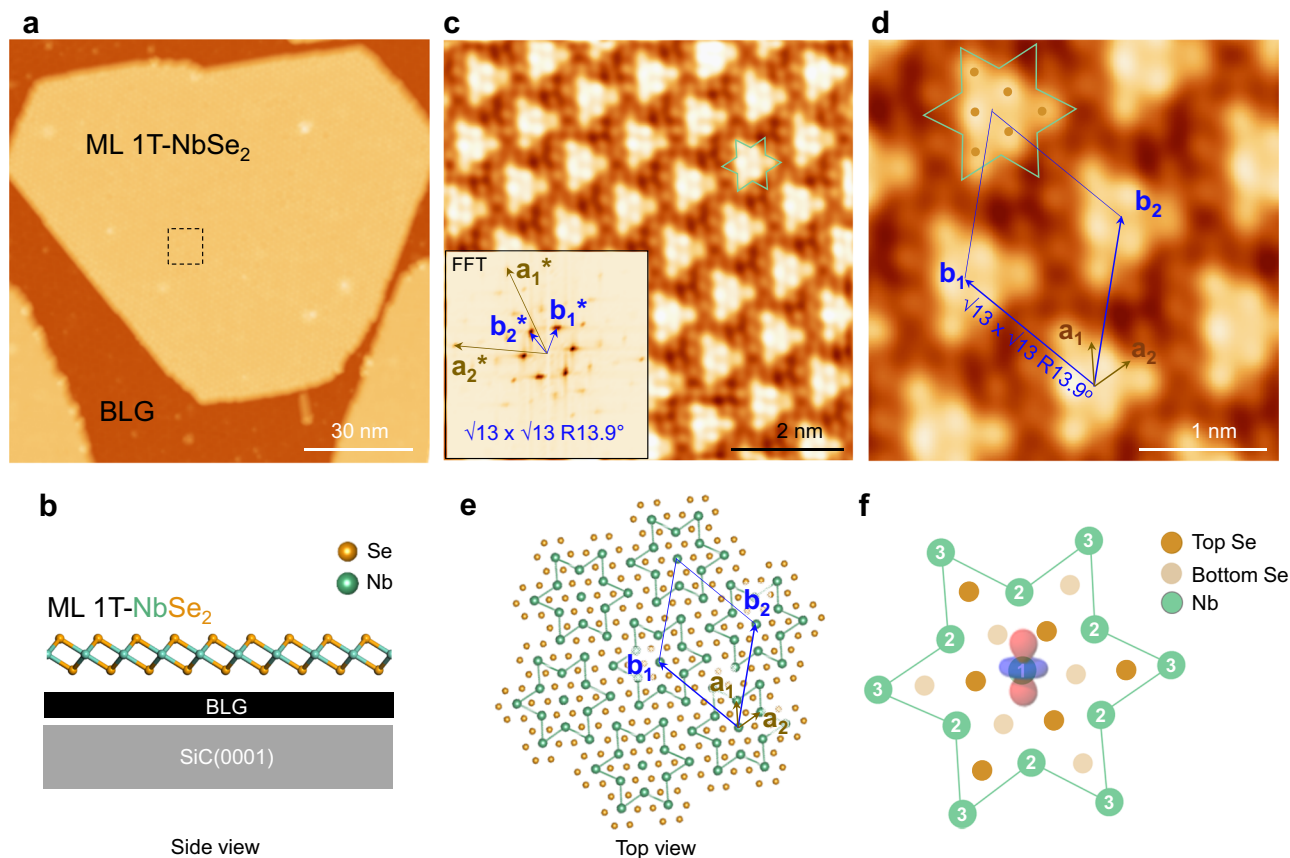 a
ML 1T-NbSe₂
BLG
30 nm
c
FFT
a₁*
b₁*
b₂*
a₂*
√13 x √13 R13.9°
2 nm
d
b₂
b₁
√13 x √13 R13.9º
a₁
a₂
1 nm
b
Se
Nb
ML 1T-NbSe₂
BLG
SiC(0001)
Side view
e
b₂
b₁
a₁
a₂
Top view
f
Top Se
Bottom Se
Nb
3
3
2
2
2
1
3
3
2
2
2
3
3